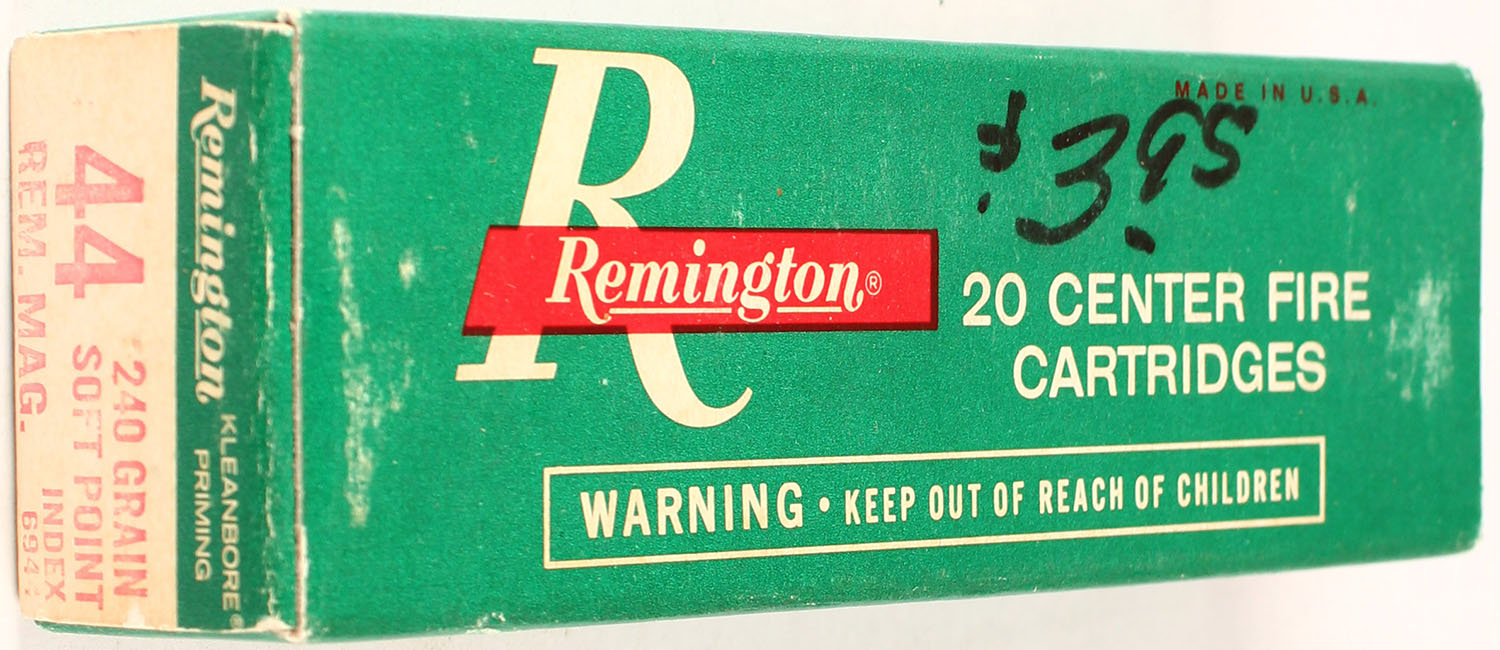 Remington
KLEANBORE®
PRIMING
44
REM. MAG.
240 GRAIN
SOFT POINT
INDEX
R
Remington®
MADE IN U.S.A.
$3.95
20 CENTER FIRE
CARTRIDGES
WARNING • KEEP OUT OF REACH OF CHILDREN